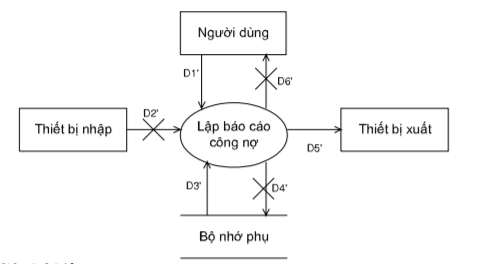 Người dùng
D1'
D6'
D2'
Thiết bị nhập
Lập báo cáo
công nợ
Thiết bị xuất
D5'
D3'
D4'
Bộ nhớ phụ